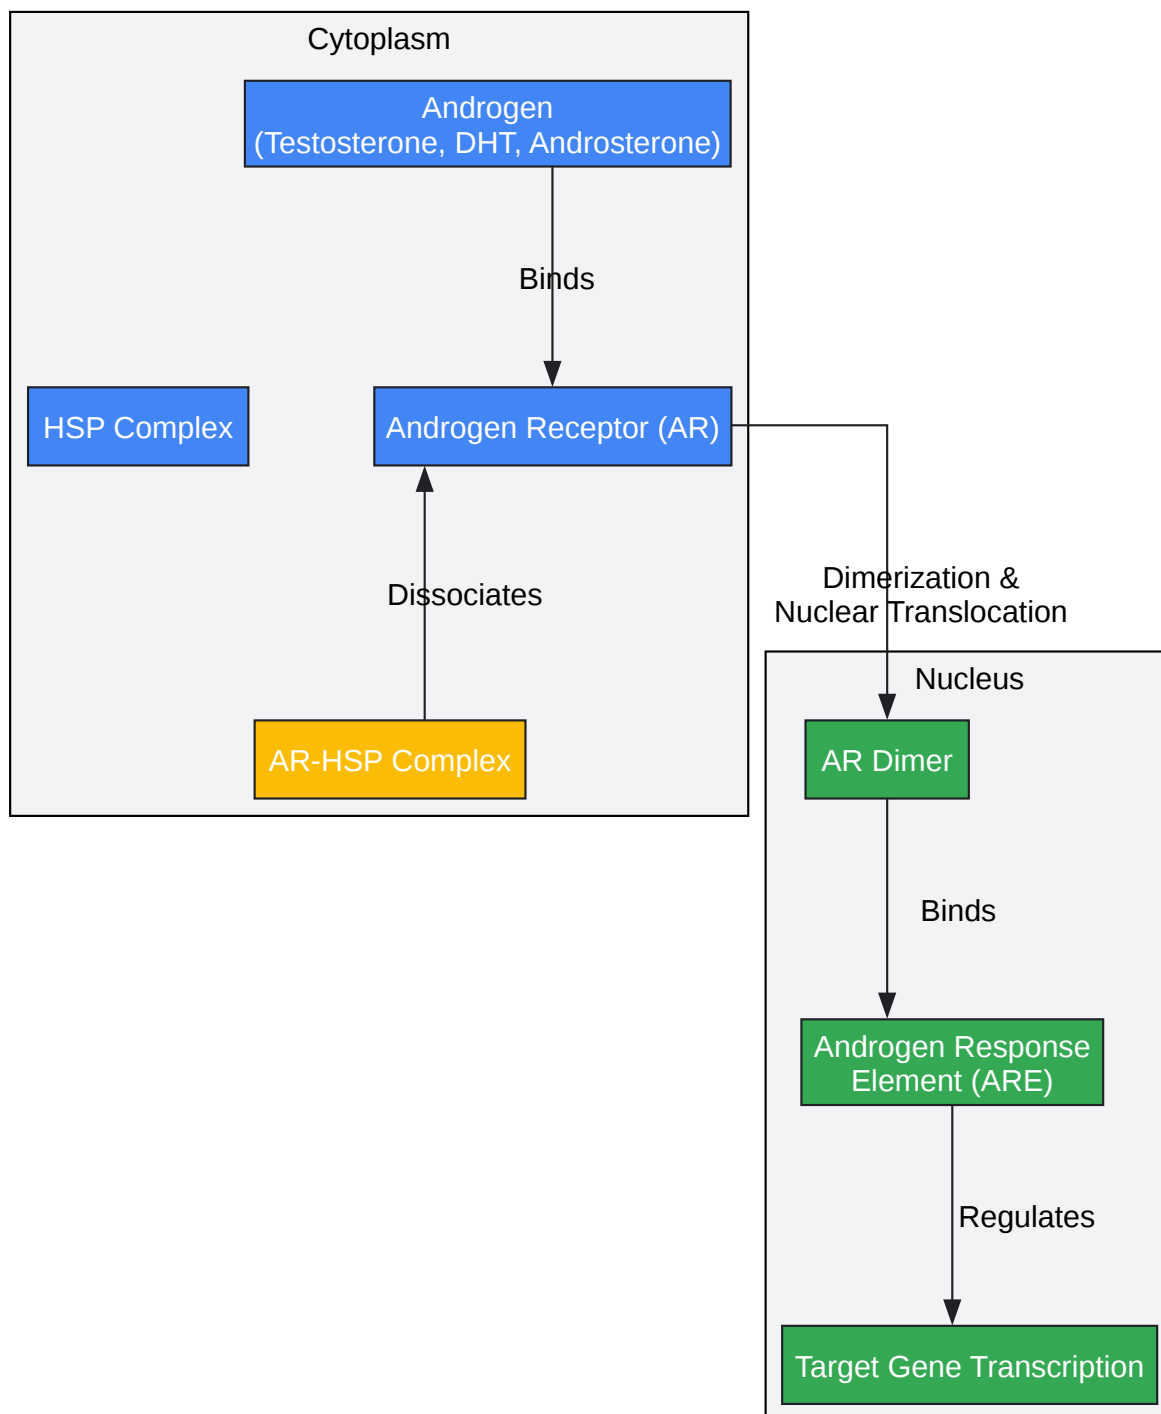 Cytoplasm
Androgen
(Testosterone, DHT, Androsterone)
Binds
HSP Complex
Androgen Receptor (AR)
Dissociates
Dimerization &
Nuclear Translocation
Nucleus
AR-HSP Complex
AR Dimer
Binds
Androgen Response
Element (ARE)
Regulates
Target Gene Transcription